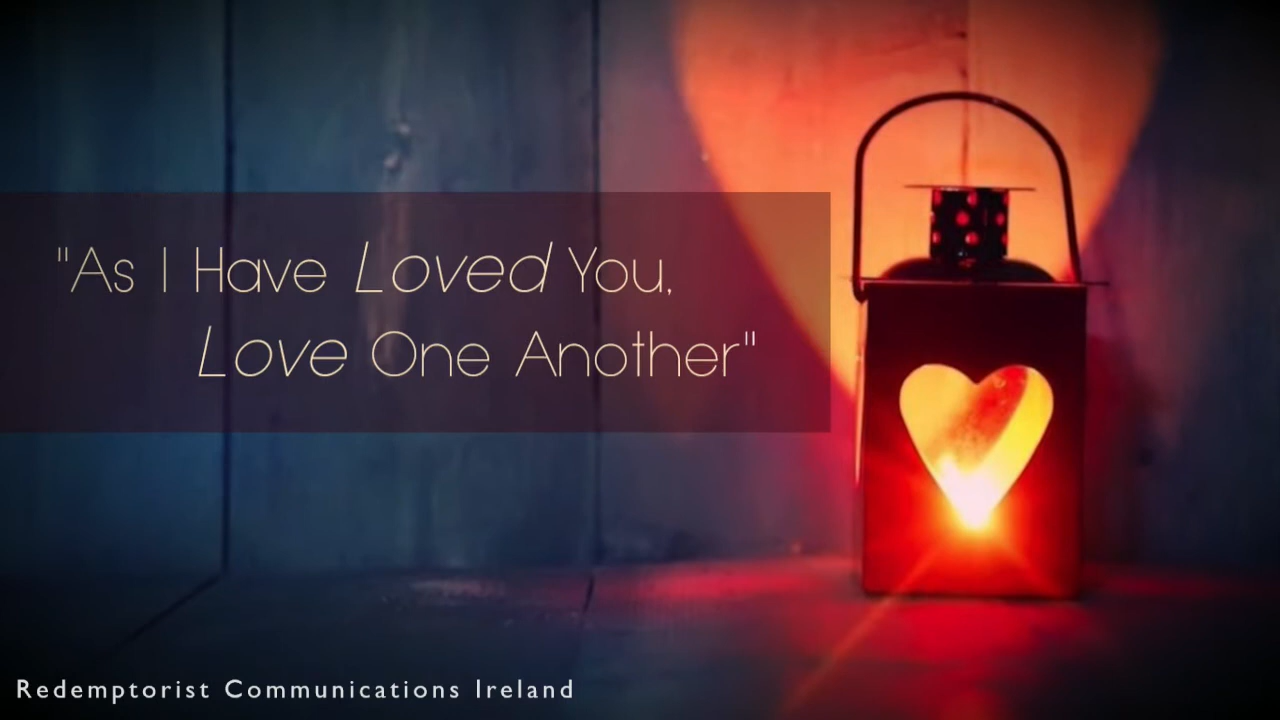 "As I Have Loved You,
Love One Another"
Redemptorist Communications Ireland